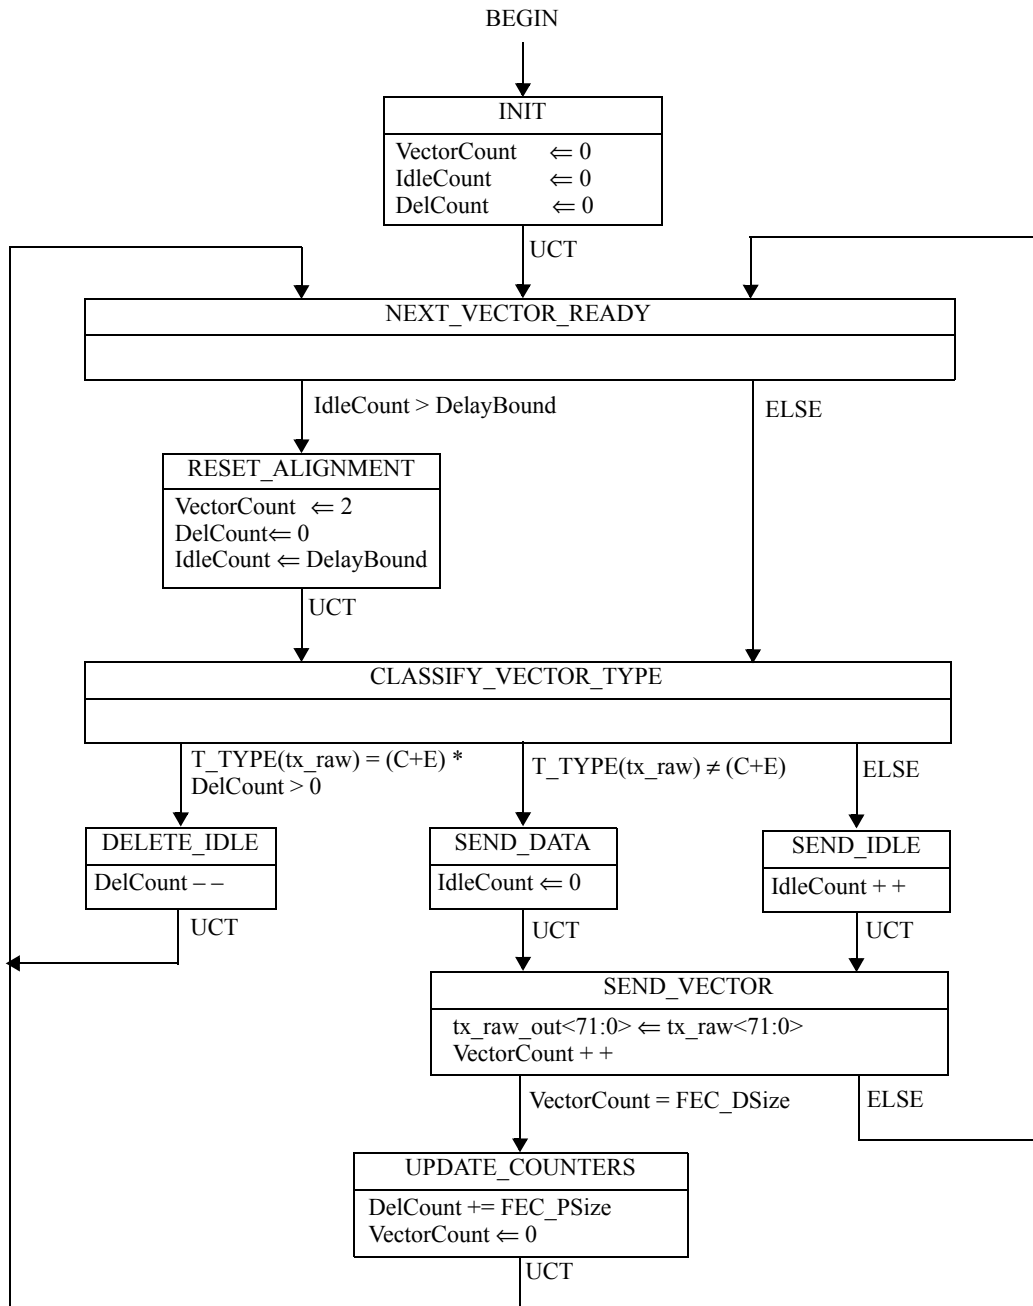 BEGIN
INIT
VectorCount ⇐ 0
IdleCount ⇐ 0
DelCount ⇐ 0
UCT
NEXT_VECTOR_READY
IdleCount > DelayBound
ELSE
RESET_ALIGNMENT
VectorCount ⇐ 2
DelCount⇐ 0
IdleCount ⇐ DelayBound
UCT
CLASSIFY_VECTOR_TYPE
T_TYPE(tx_raw) = (C+E) *
DelCount > 0
T_TYPE(tx_raw) ≠ (C+E)
ELSE
DELETE_IDLE
DelCount – –
UCT
SEND_DATA
IdleCount ⇐ 0
UCT
SEND_IDLE
IdleCount + +
UCT
SEND_VECTOR
tx_raw_out<71:0> ⇐ tx_raw<71:0>
VectorCount + +
VectorCount = FEC_DSize
ELSE
UPDATE_COUNTERS
DelCount += FEC_PSize
VectorCount ⇐ 0
UCT